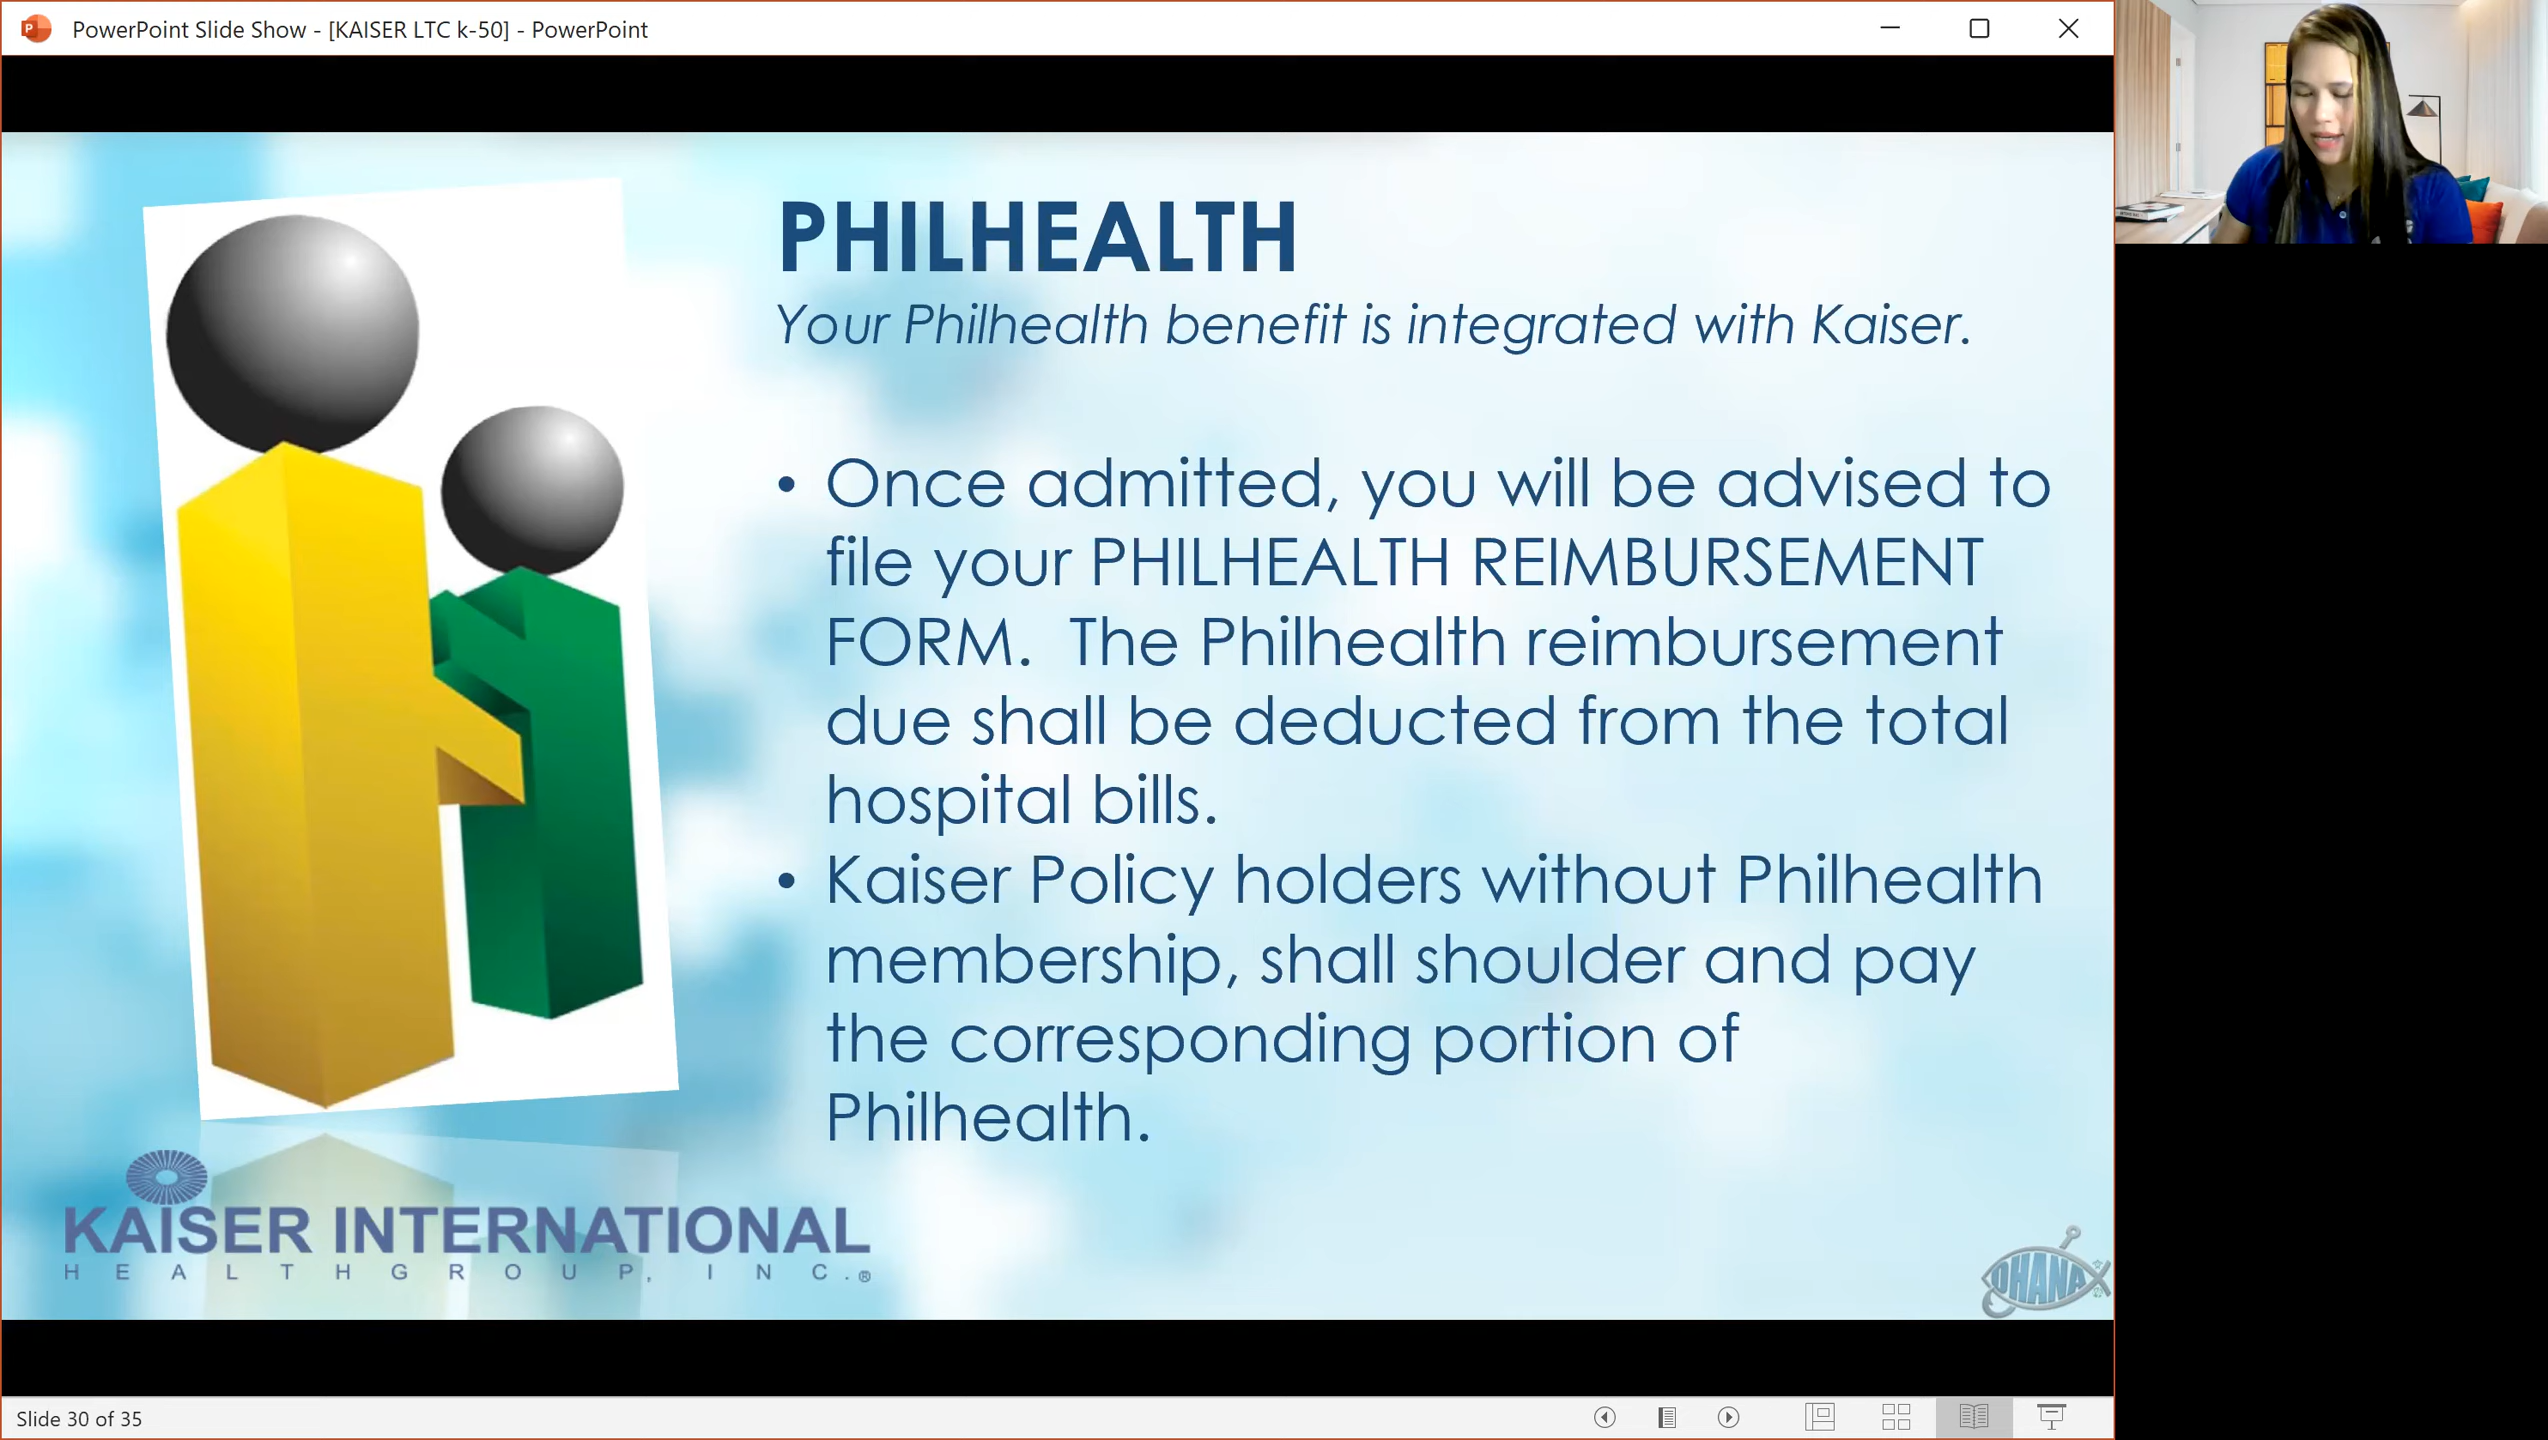 PowerPoint Slide Show - [KAISER LTC k-50] - PowerPoint
PHILHEALTH
Your Philhealth benefit is integrated with Kaiser.
• Once admitted, you will be advised to
file your PHILHEALTH REIMBURSEMENT
FORM. The Philhealth reimbursement
due shall be deducted from the total
hospital bills.
• Kaiser Policy holders without Philhealth
membership, shall shoulder and pay
the corresponding portion of
Philhealth.
KAISER INTERNATIONAL
HEALTHGROUP, INC.®
OHANA
Slide 30 of 35